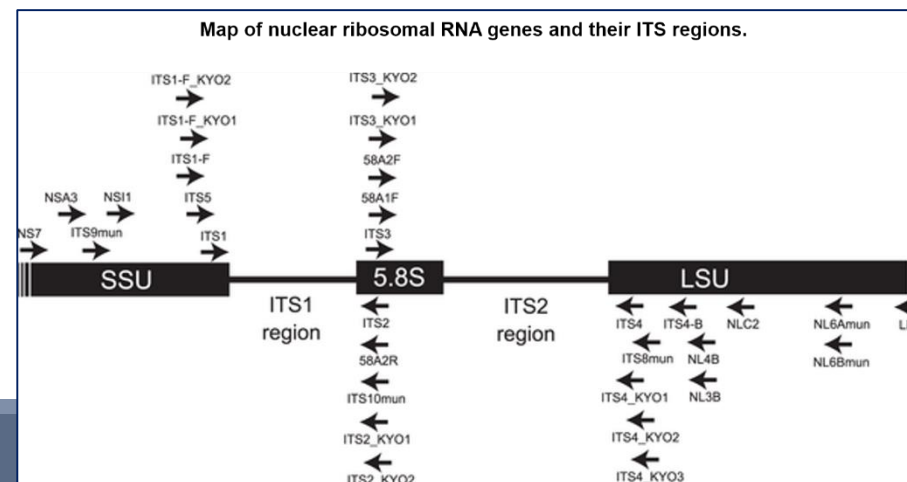 Map of nuclear ribosomal RNA genes and their ITS regions.
ITS1-F_KYO2
ITS3_KYO2
ITS1-F_KYO1
ITS3_KYO1
ITS1-F
58A2F
NSA3
NSI1
ITS5
58A1F
NS7
ITS9mun
ITS1
ITS3
SSU
5.8S
LSU
ITS1
region
ITS2
region
ITS2
ITS4
ITS4-B
NLC2
NL6Amun
58A2R
ITS8mun
NL4B
NL6Bmun
ITS10mun
ITS4_KYO1
NL3B
ITS2_KYO1
ITS4_KYO2
ITS2_KYO2
ITS4_KYO3